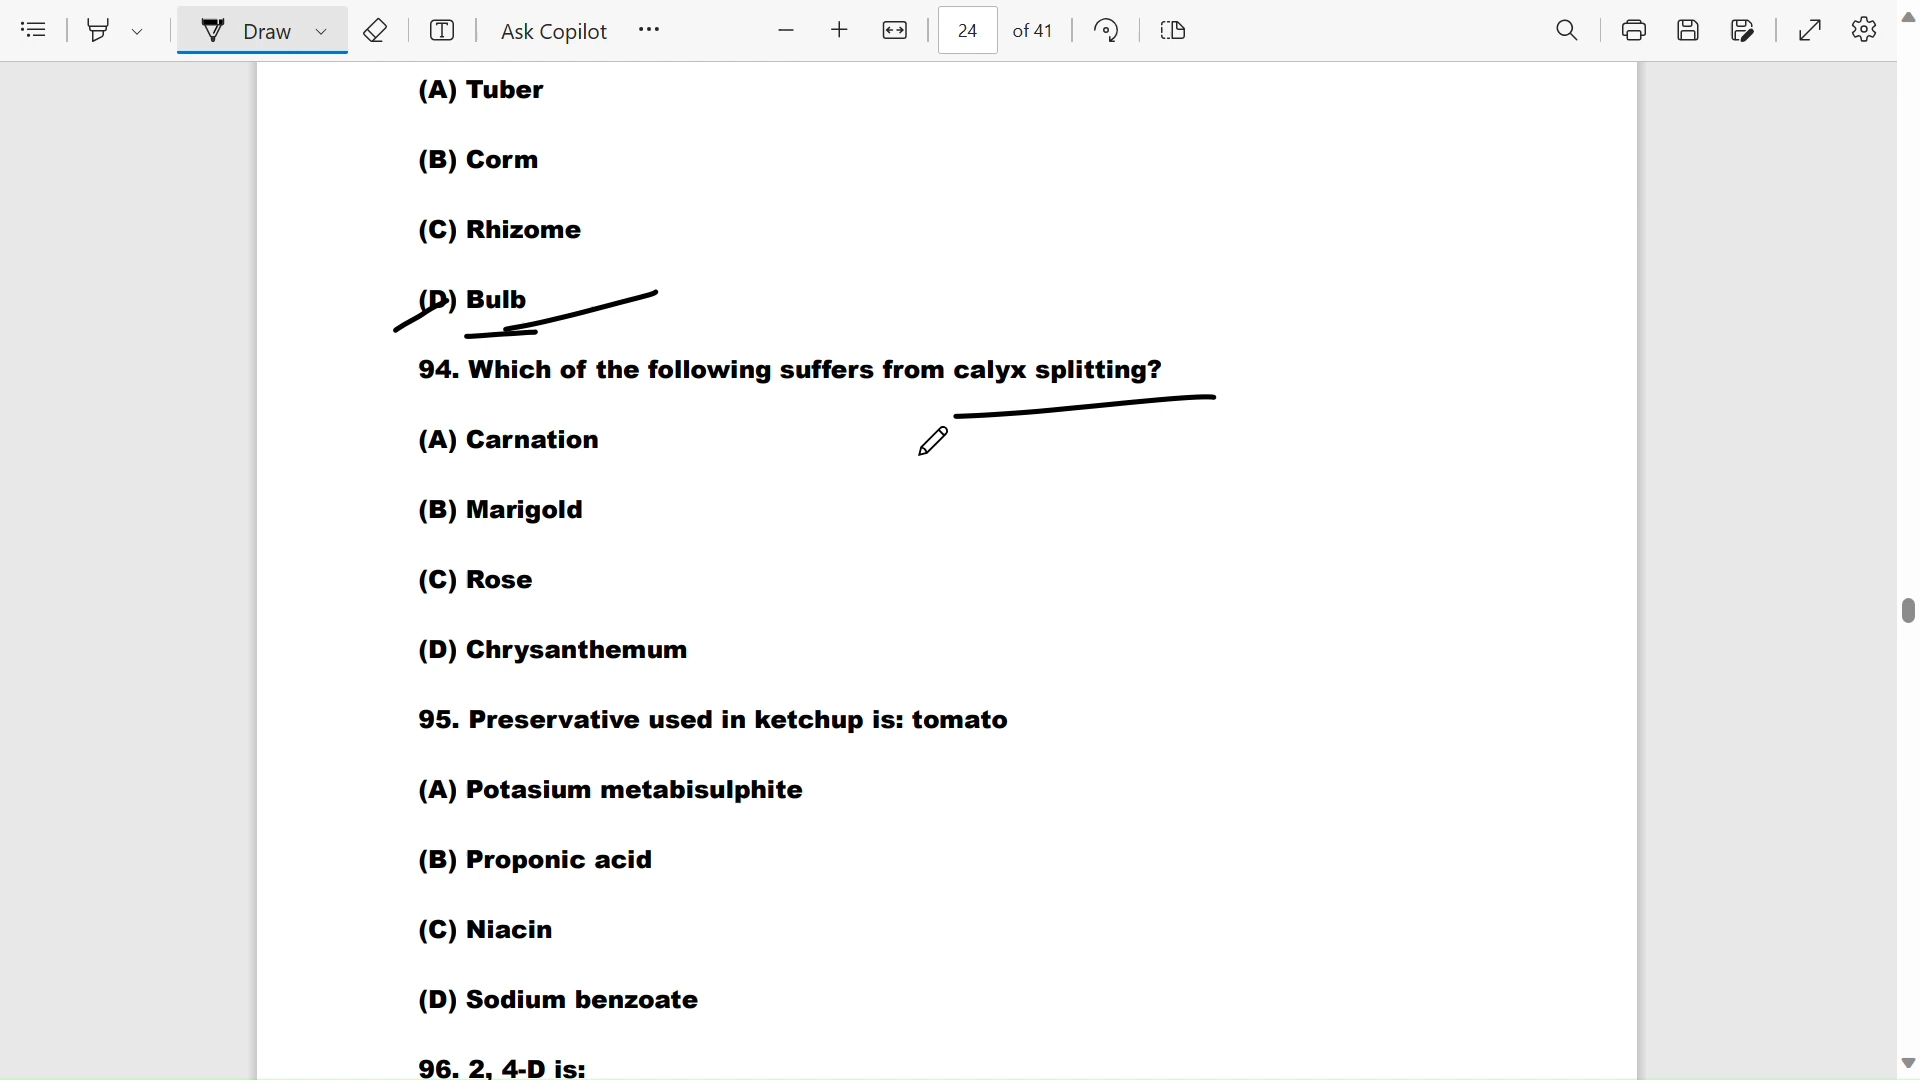 Draw
T
Ask Copilot
24 of 41
(A) Tuber
(B) Corm
(C) Rhizome
(D) Bulb
94. Which of the following suffers from calyx splitting?
(A) Carnation
(B) Marigold
(C) Rose
(D) Chrysanthemum
95. Preservative used in ketchup is: tomato
(A) Potasium metabisulphite
(B) Proponic acid
(C) Niacin
(D) Sodium benzoate
96. 2, 4-D is: